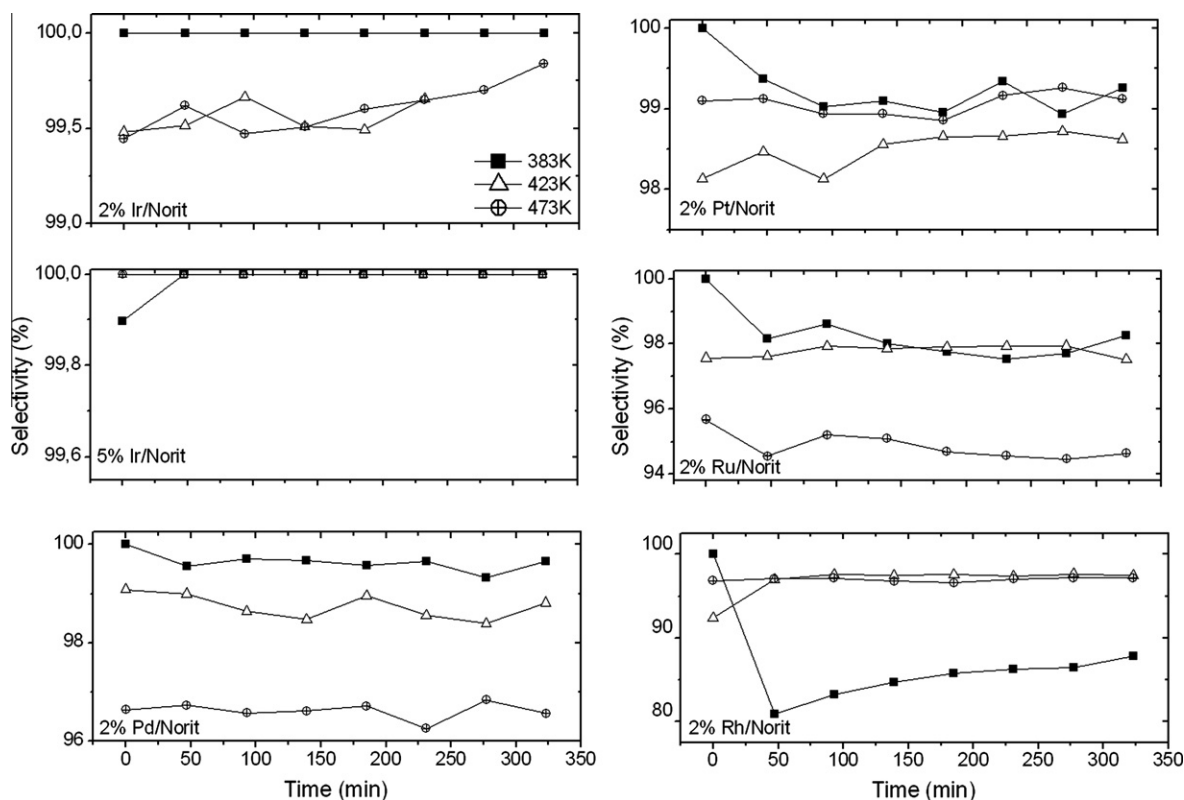 100,0
99,5
99,0
383K
423K
473K
2% Ir/Norit
100
99
98
2% Pt/Norit
100,0
99,8
99,6
5% Ir/Norit
Selectivity (%)
100
98
96
94
2% Ru/Norit
Selectivity (%)
100
98
96
2% Pd/Norit
0 50 100 150 200 250 300 350
Time (min)
100
90
80
2% Rh/Norit
0 50 100 150 200 250 300 350
Time (min)